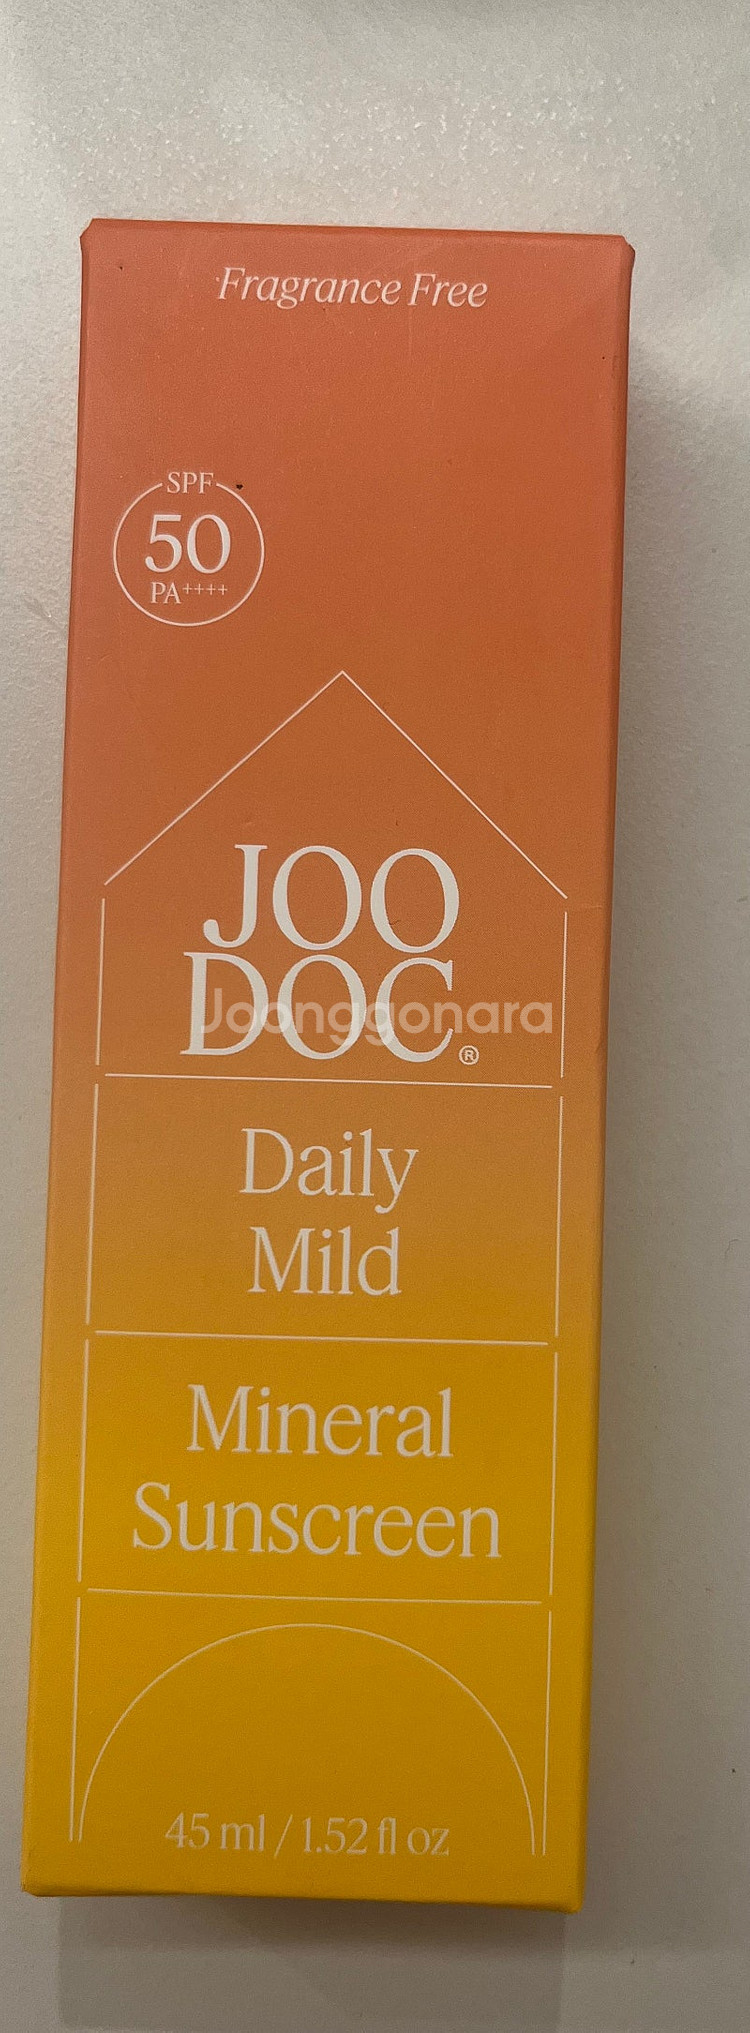 Fragrance Free
SPF
50
PA++++
JOO
DOC®
Joonggonara
Daily
Mild
Mineral
Sunscreen
45 ml / 1.52 fl oz